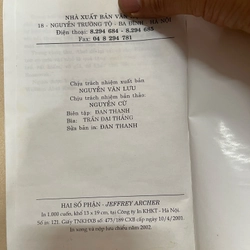 NHÀ XUẤT BẢN VĂN
18 - NGUYỄN TRƯỜNG TỘ - BA ĐÌNH - HÀ NỘI
Điện thoại: 8.294 684 - 8.294 685
Fax: 04 8 294 781
Chịu trách nhiệm xuất bản
NGUYỄN VĂN LƯU
Chịu trách nhiệm bản thảo
NGUYỄN CỪ
Biên tập: ĐAN THANH
Bìa: TRẦN ĐẠI THẮNG
Sửa bản in: ĐAN THANH
HAI SỐ PHẬN - JEFFREY ARCHER
In 1.000 cuốn, khổ 13 x 19 cm, tại Công ty In KHKT - Hà Nội.
Số in: 121. Giấy TNKHXB số: 475/189 CXB cấp ngày 10/4/2001.
In xong và nộp lưu chiểu năm 2002.